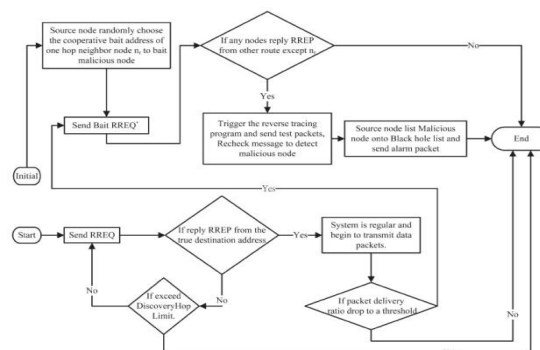 Source node randomly choose
the cooperative bait address of
one hop neighbor node nr to bait
malicious node
If any nodes reply RREP
from other route except nr
No
Yes
Send Bait RREQ'
Trigger the reverse tracing
program and send test packets,
Recheck message to detect
malicious node
Source node list Malicious
node onto Black hole list and
send alarm packet
End
Initial
Yes
Start
Send RREQ
If reply RREP from the
true destination address
Yes
System is regular and
begin to transmit data
packets.
No
No
If exceed
DiscoveryHop
Limit.
If packet delivery
ratio drop to a threshold
No